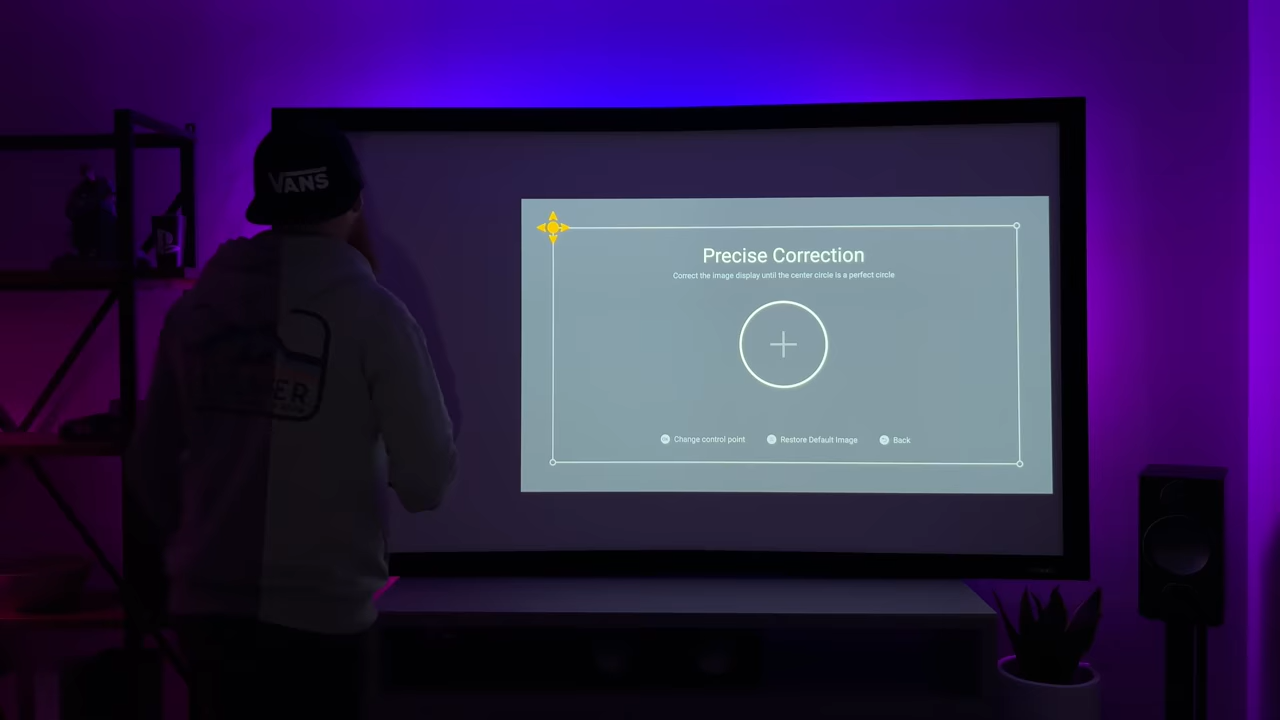 VANS
Precise Correction
Correct the image display until the center circle is a perfect circle
Change control point
Restore Default Image
Back